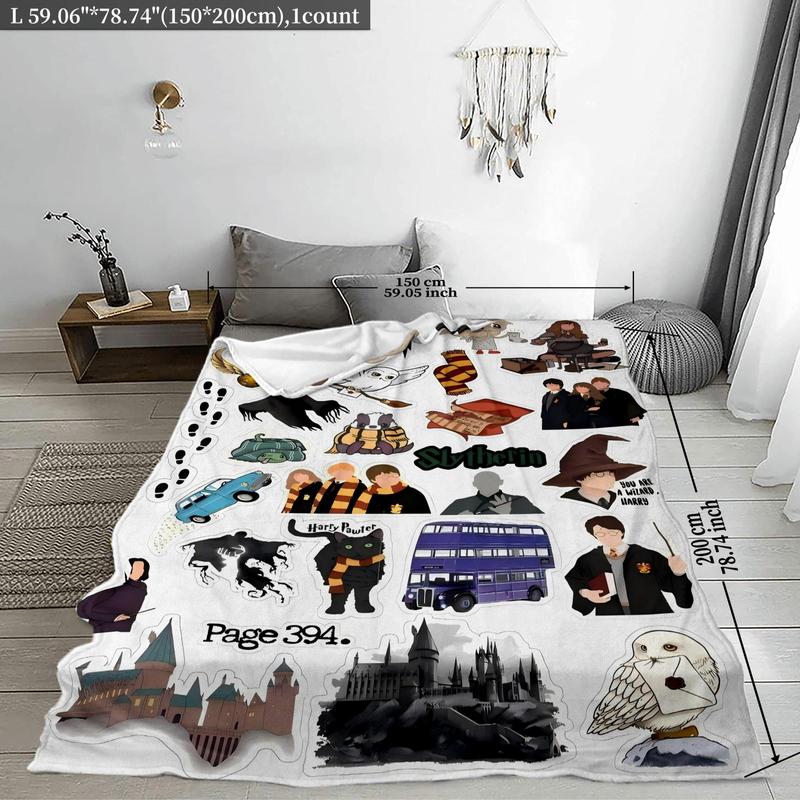 L 59.06"*78.74"(150*200cm),1count
150 cm
59.05 inch
Slytherin
YOU ARE
A WIZARD,
HARRY
Harry Pawter
200 cm
78.74 inch
Page 394.